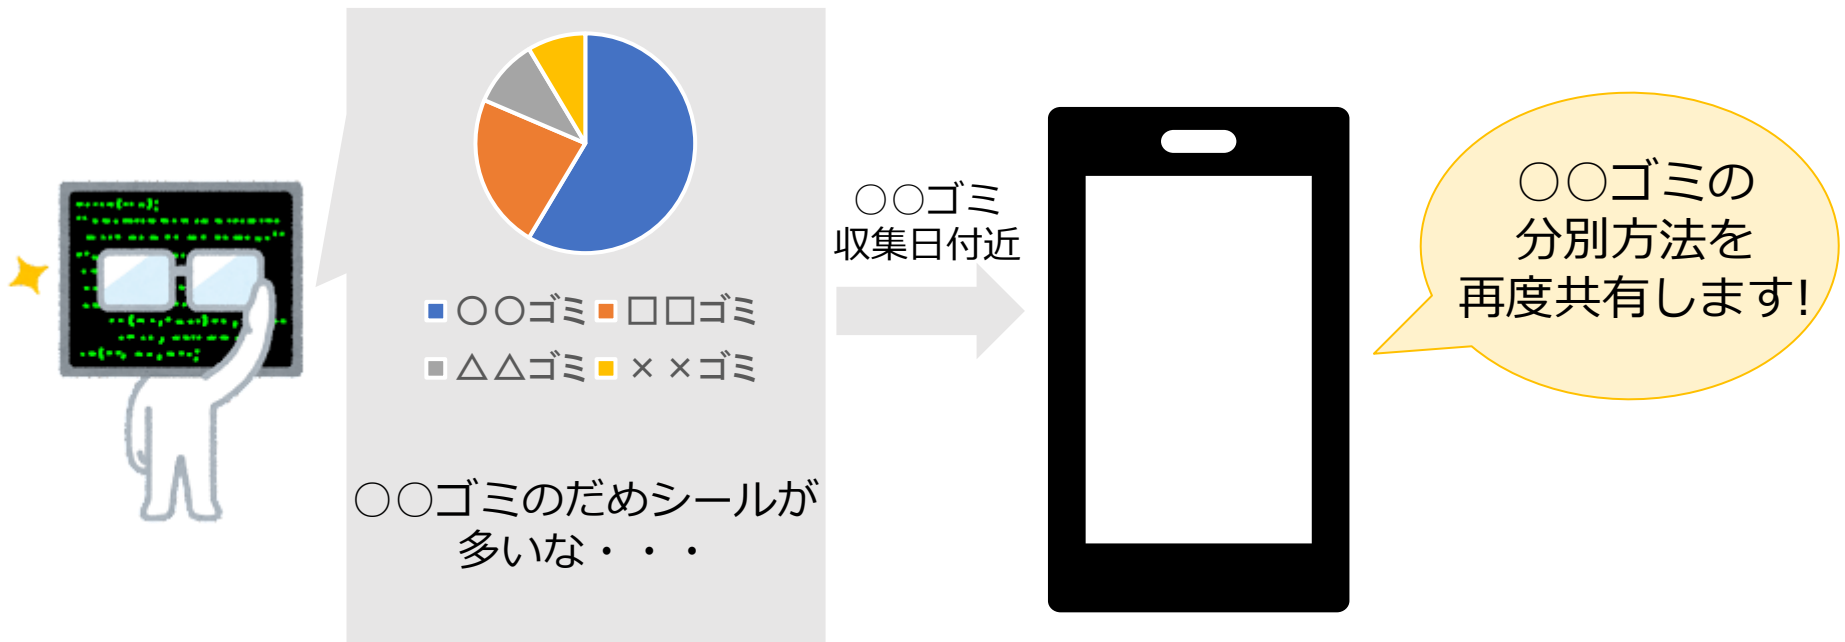 〇〇ゴミ
□□ゴミ
△△ゴミ
××ゴミ
○○ゴミのだめシールが
多いな・・・
○○ゴミ
収集日付近
○○ゴミの
分別方法を
再度共有します!